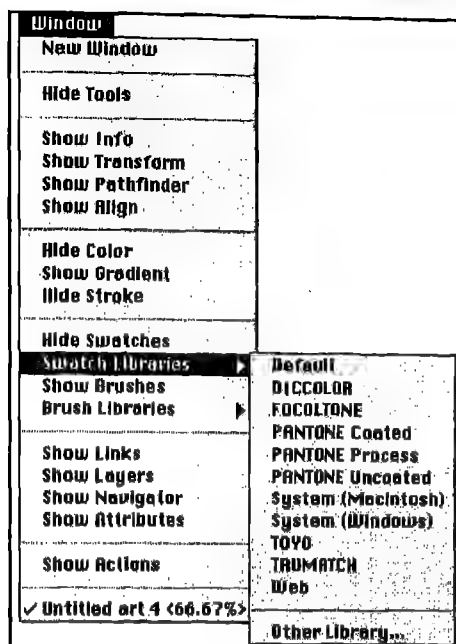 Window
New Window
Hide Tools
Show Info
Show Transform
Show Pathfinder
Show Align
Hide Color
Show Gradient
Hide Stroke
Hide Swatches
Swatch Libraries
Show Brushes
Brush Libraries
Show Links
Show Layers
Show Navigator
Show Attributes
Show Actions
✓ Untitled art 4 <66.67%>
Default
DICCOLOR
FOCOLTONE
PANTONE Coated
PANTONE Process
PANTONE Uncoated
System (Macintosh)
System (Windows)
TOYO
TRUMATCH
Web
Other Library...